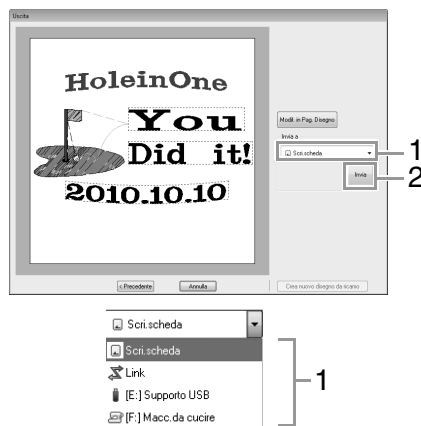 Uscita
HoleinOne
You
Did it!
2010.10.10
Modif. in Pag. Disegno
Invia a
Scri.scheda
1
Invia
2
< Precedente
Annulla
Crea nuovo disegno da ricamo
Scri.scheda
Scri.scheda
Link
[E:] Supporto USB
[F:] Macc.da cucire
1